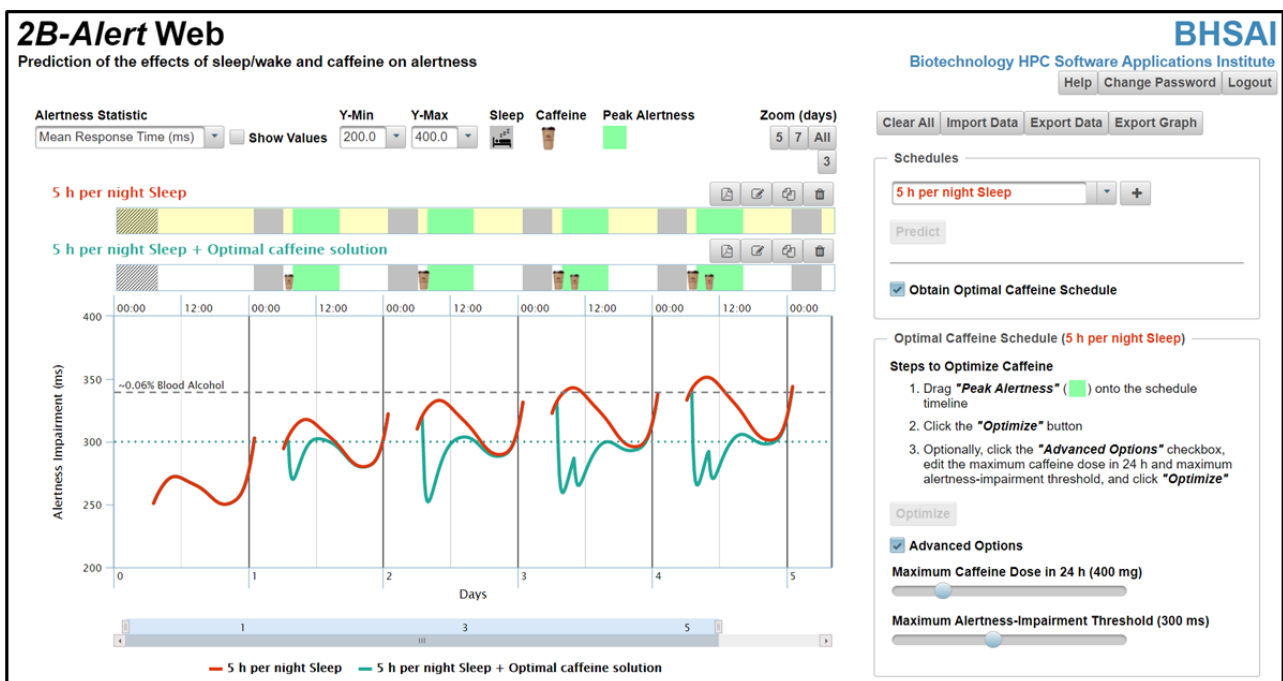 2B-Alert Web
BHSAI
Prediction of the effects of sleep/wake and caffeine on alertness
Biotechnology HPC Software Applications Institute
Help Change Password Logout
Alertness Statistic Y-Min Y-Max Sleep Caffeine Peak Alertness Zoom (days)
Mean Response Time (ms) Show Values 200.0 400.0 5 7 All
3
Clear All Import Data Export Data Export Graph
Schedules
5 h per night Sleep
5 h per night Sleep +
Predict
5 h per night Sleep + Optimal caffeine solution
Obtain Optimal Caffeine Schedule
00:00 12:00 00:00 12:00 00:00 12:00 00:00 12:00 00:00 12:00 00:00
400
350
300
250
200
Alertness Impairment (ms)
~0.06% Blood Alcohol
0 1 2 3 4 5
Days
1 3 5
5 h per night Sleep 5 h per night Sleep + Optimal caffeine solution
Optimal Caffeine Schedule (5 h per night Sleep)
Steps to Optimize Caffeine
1. Drag "Peak Alertness" ( ) onto the schedule
timeline
2. Click the "Optimize" button
3. Optionally, click the "Advanced Options" checkbox,
edit the maximum caffeine dose in 24 h and maximum
alertness-impairment threshold, and click "Optimize"
Optimize
Advanced Options
Maximum Caffeine Dose in 24 h (400 mg)
Maximum Alertness-Impairment Threshold (300 ms)